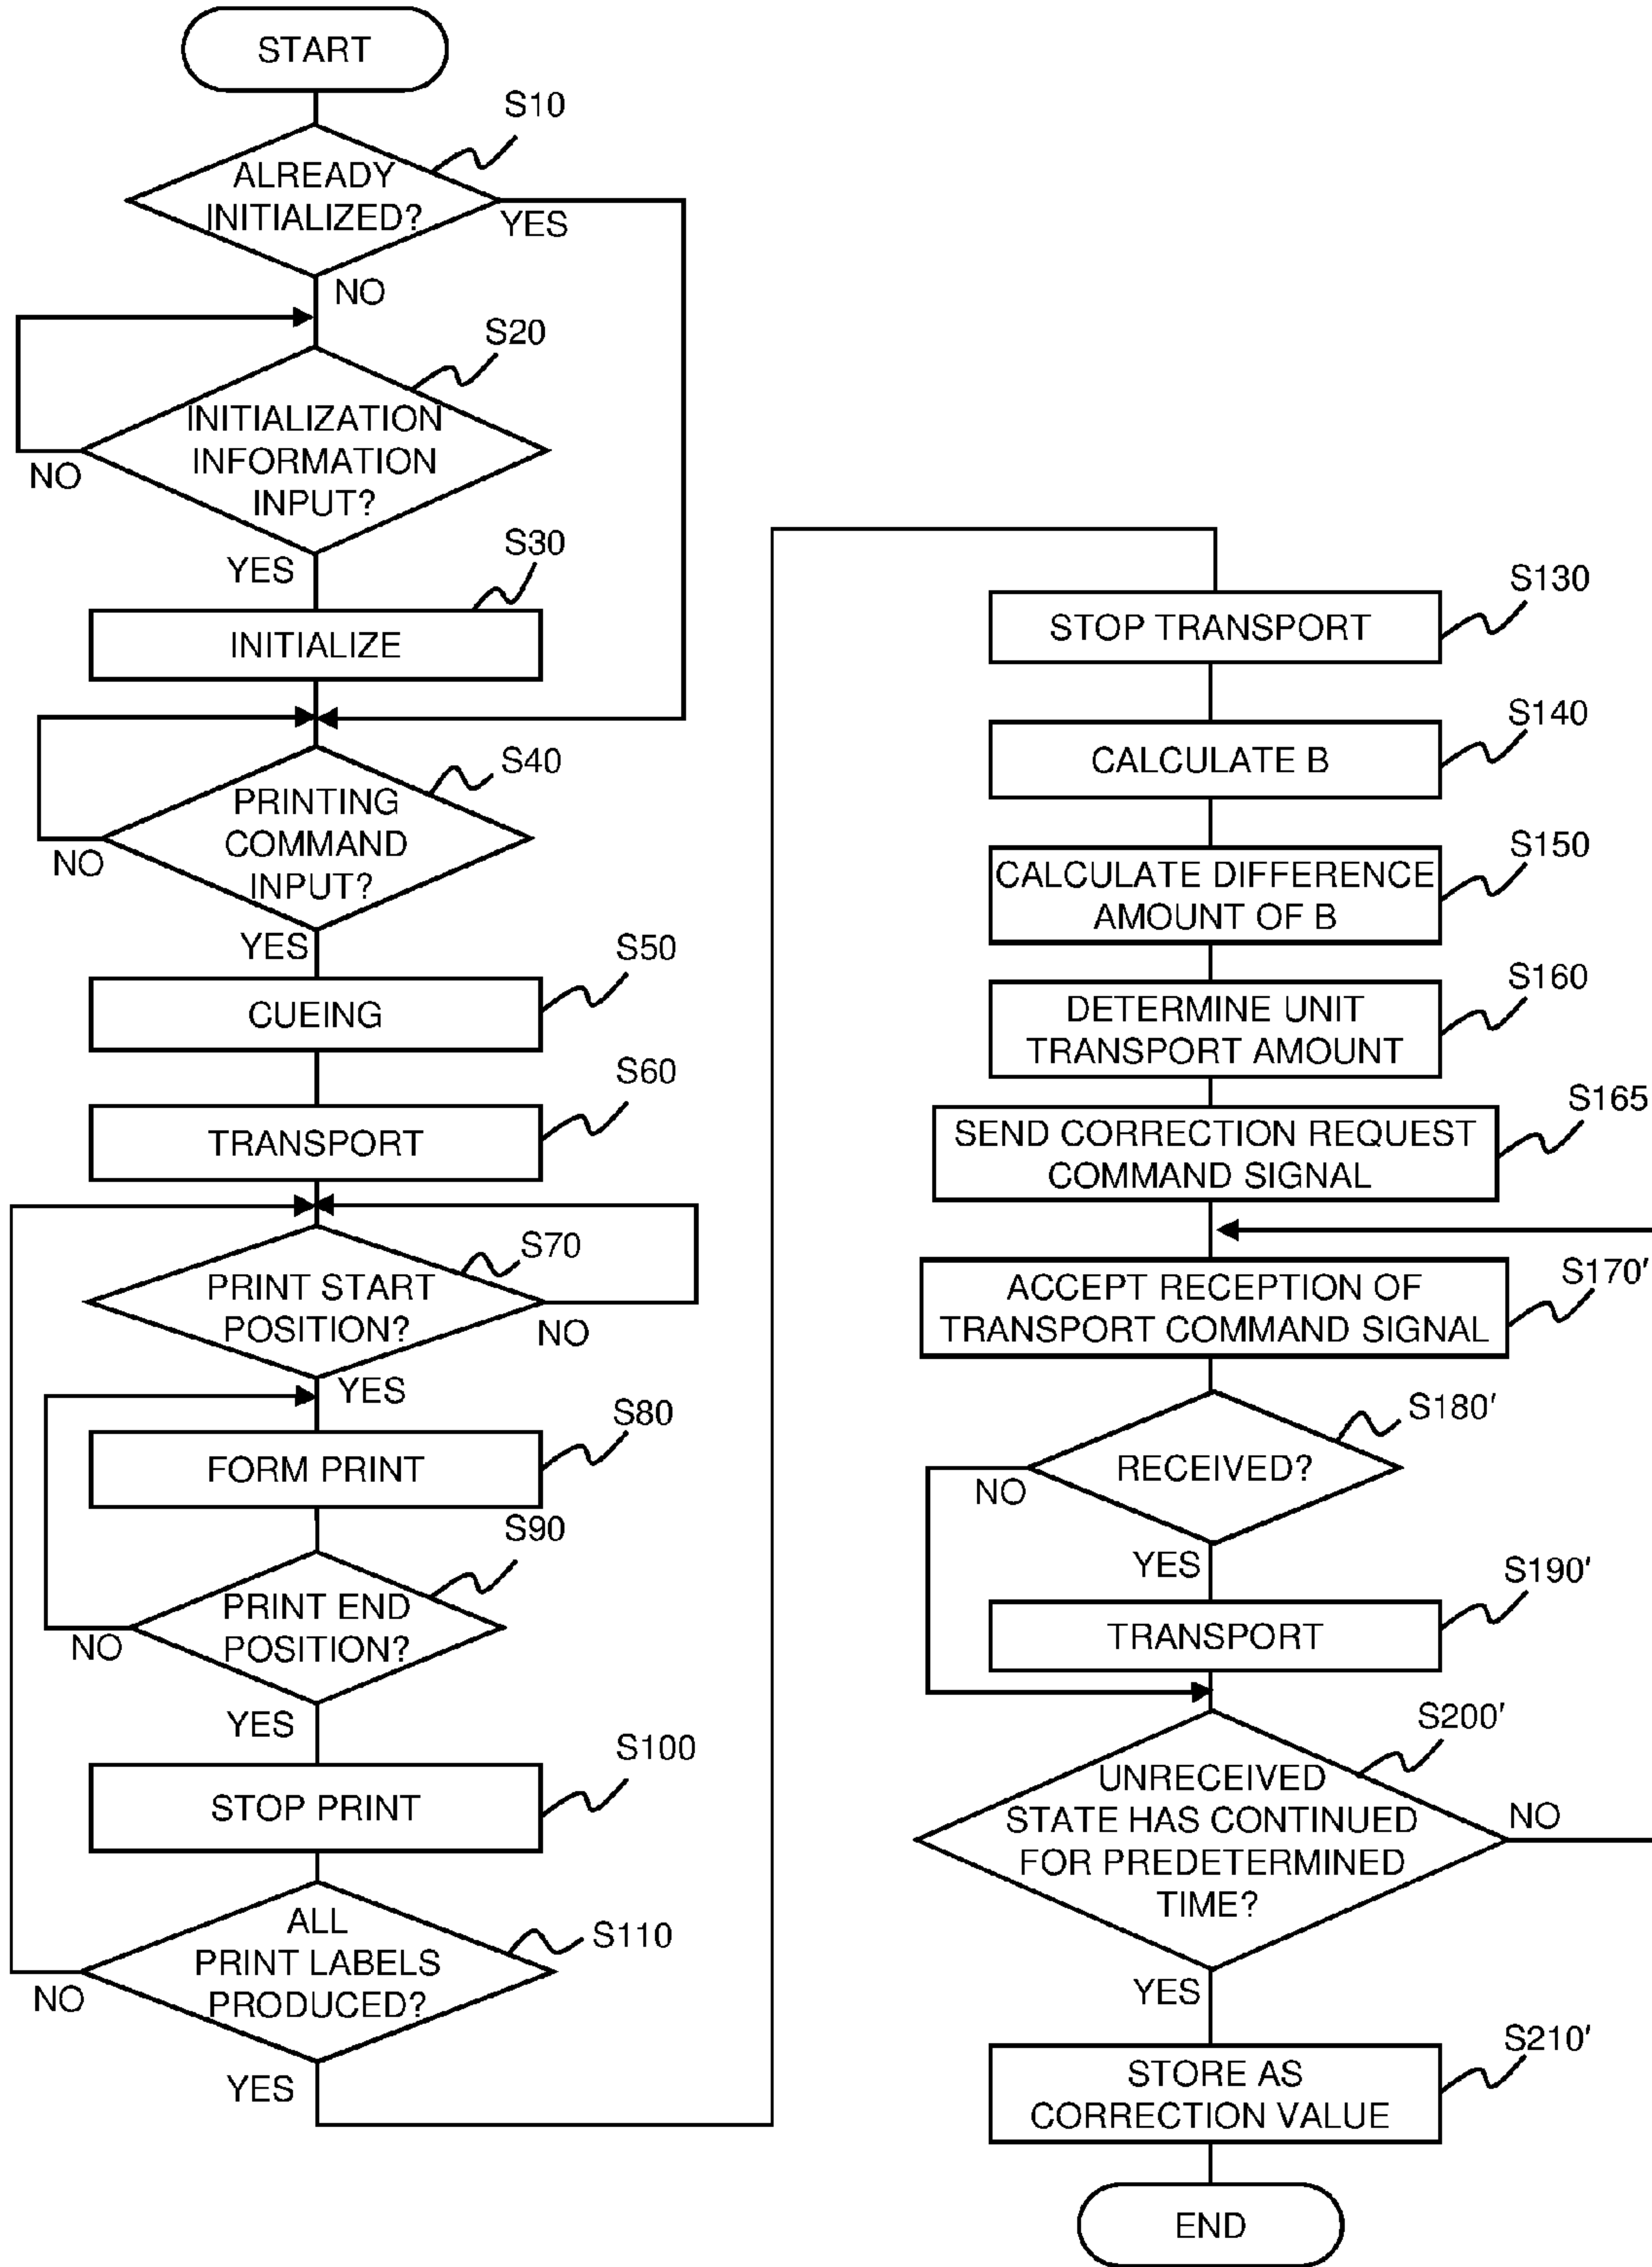 START
S10
ALREADY
INITIALIZED?
YES
NO
S20
INITIALIZATION
INFORMATION
INPUT?
NO
YES
S30
INITIALIZE
S40
PRINTING
COMMAND
INPUT?
NO
YES
S50
CUEING
S60
TRANSPORT
S70
PRINT START
POSITION?
NO
YES
S80
FORM PRINT
S90
PRINT END
POSITION?
NO
YES
S100
STOP PRINT
S110
ALL
PRINT LABELS
PRODUCED?
NO
YES
S130
STOP TRANSPORT
S140
CALCULATE B
S150
CALCULATE DIFFERENCE
AMOUNT OF B
S160
DETERMINE UNIT
TRANSPORT AMOUNT
S165
SEND CORRECTION REQUEST
COMMAND SIGNAL
S170'
ACCEPT RECEPTION OF
TRANSPORT COMMAND SIGNAL
S180'
RECEIVED?
NO
YES
S190'
TRANSPORT
S200'
UNRECEIVED
STATE HAS CONTINUED
FOR PREDETERMINED
TIME?
NO
YES
S210'
STORE AS
CORRECTION VALUE
END